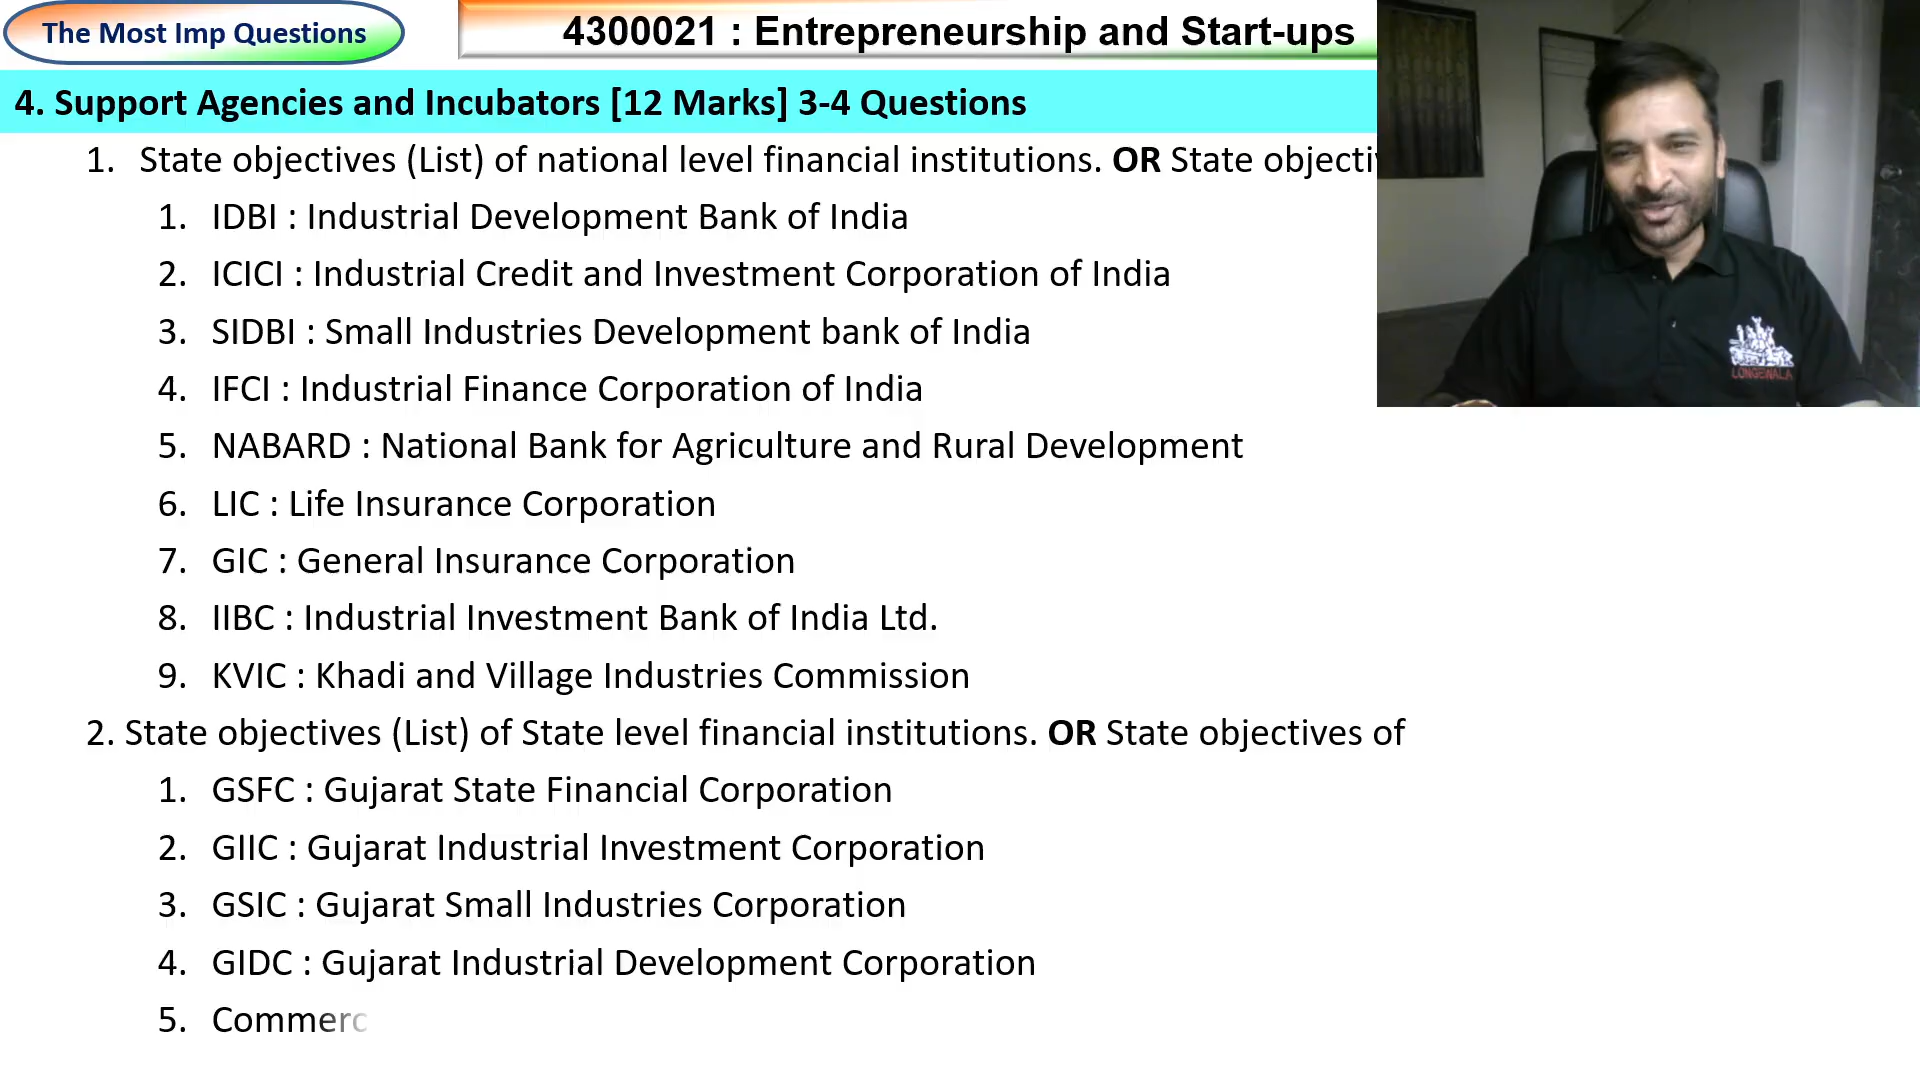 The Most Imp Questions
4300021 : Entrepreneurship and Start-ups
4. Support Agencies and Incubators [12 Marks] 3-4 Questions
1. State objectives (List) of national level financial institutions. OR State
1. IDBI : Industrial Development Bank of India
2. ICICI : Industrial Credit and Investment Corporation of India
3. SIDBI : Small Industries Development bank of India
4. IFCI : Industrial Finance Corporation of India
5. NABARD : National Bank for Agriculture and Rural Development
6. LIC : Life Insurance Corporation
7. GIC : General Insurance Corporation
8. IIBC : Industrial Investment Bank of India Ltd.
9. KVIC : Khadi and Village Industries Commission
2. State objectives (List) of State level financial institutions. OR State objectives of
1. GSFC : Gujarat State Financial Corporation
2. GIIC : Gujarat Industrial Investment Corporation
3. GSIC : Gujarat Small Industries Corporation
4. GIDC : Gujarat Industrial Development Corporation
5. Commerc
LONGEWALA